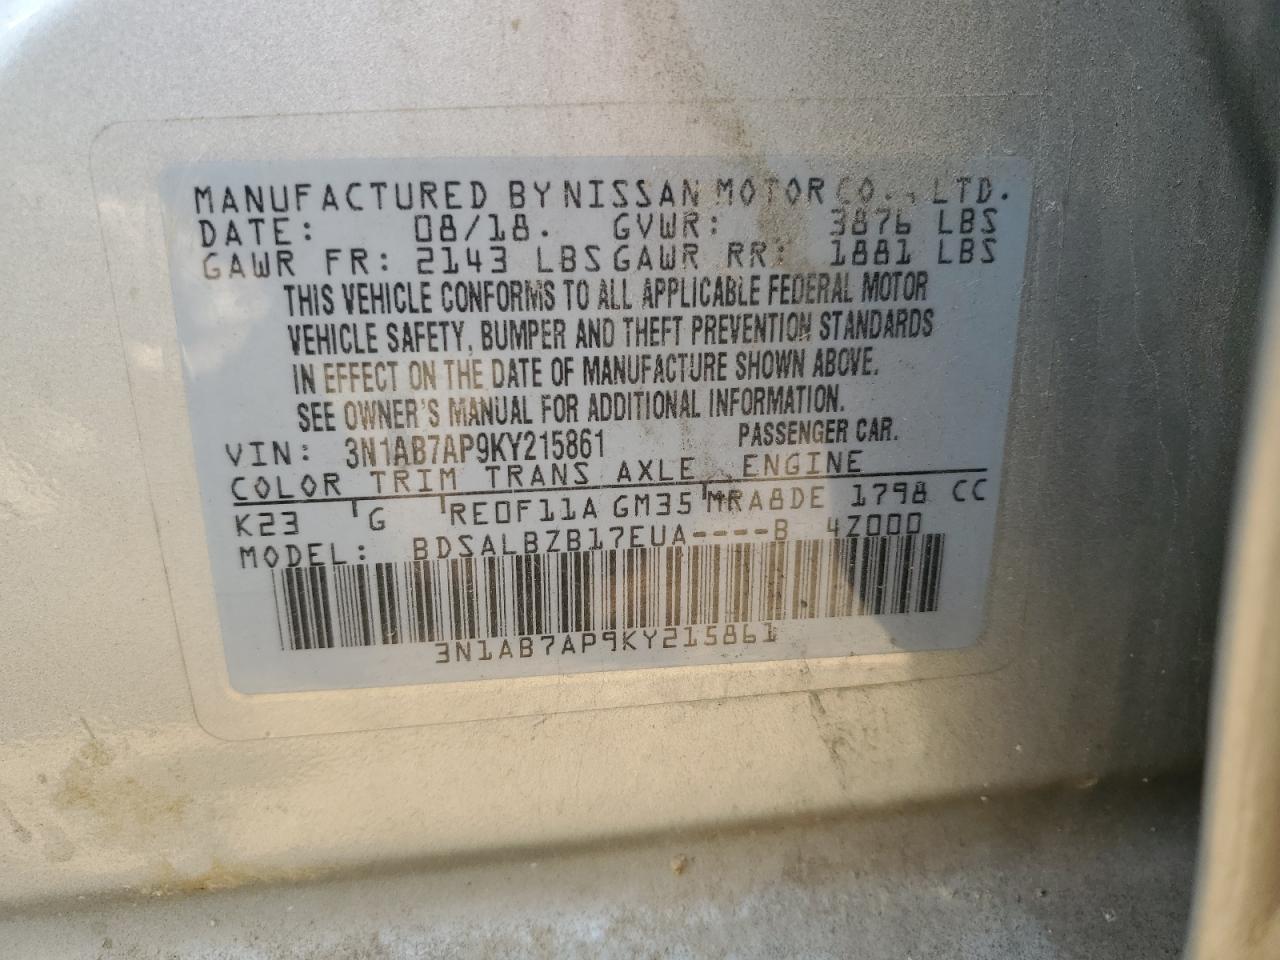 MANUFACTURED BY NISSAN MOTOR CO., LTD.
DATE: 08/18. GVWR: 3876 LBS
GAWR FR: 2143 LBS GAWR RR: 1881 LBS
THIS VEHICLE CONFORMS TO ALL APPLICABLE FEDERAL MOTOR
VEHICLE SAFETY, BUMPER AND THEFT PREVENTION STANDARDS
IN EFFECT ON THE DATE OF MANUFACTURE SHOWN ABOVE.
SEE OWNER'S MANUAL FOR ADDITIONAL INFORMATION.
VIN: 3N1AB7AP9KY215861 PASSENGER CAR.
COLOR TRIM TRANS AXLE ENGINE
K23 G RE0F11A GM35 MRA8DE 1798 CC
MODEL: BDSALBZB17EUA----B 4Z000
3N1AB7AP9KY215861